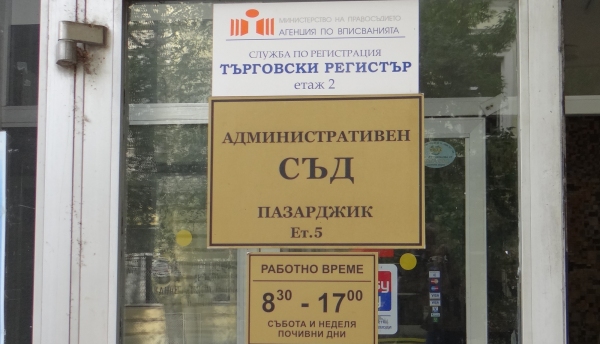 МИНИСТЕРСТВО НА ПРАВОСЪДИЕТО
АГЕНЦИЯ ПО ВПИСВАНИЯТА
СЛУЖБА ПО РЕГИСТРАЦИЯ
ТЪРГОВСКИ РЕГИСТЪР
етаж 2
АДМИНИСТРАТИВЕН
СЪД
ПАЗАРДЖИК
Ет.5
РАБОТНО ВРЕМЕ
830 - 1700
СЪБОТА И НЕДЕЛЯ
ПОЧИВНИ ДНИ